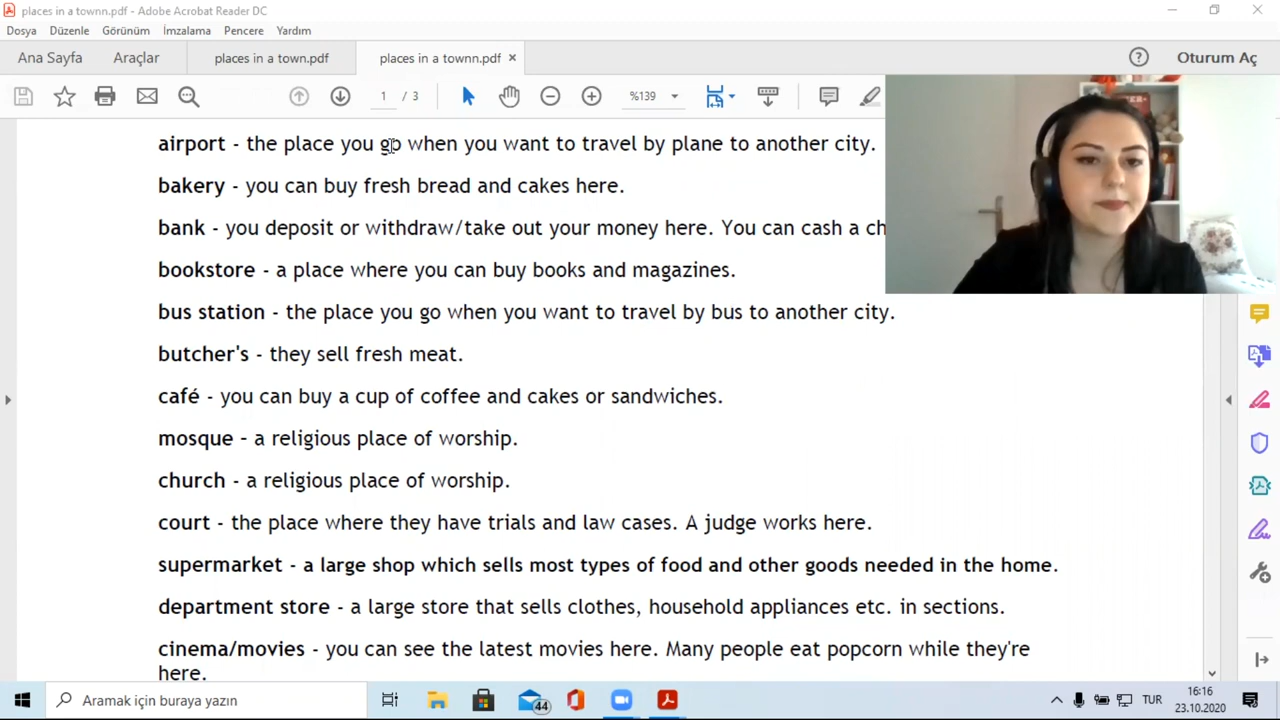 places in a townn.pdf - Adobe Acrobat Reader DC
Dosya Düzenle Görünüm İmzalama Pencere Yardım
Ana Sayfa Araçlar places in a town.pdf places in a townn.pdf × Oturum Aç
1 / 3 %139
airport - the place you go when you want to travel by plane to another city.
bakery - you can buy fresh bread and cakes here.
bank - you deposit or withdraw/take out your money here. You can cash a ch
bookstore - a place where you can buy books and magazines.
bus station - the place you go when you want to travel by bus to another city.
butcher's - they sell fresh meat.
café - you can buy a cup of coffee and cakes or sandwiches.
mosque - a religious place of worship.
church - a religious place of worship.
court - the place where they have trials and law cases. A judge works here.
supermarket - a large shop which sells most types of food and other goods needed in the home.
department store - a large store that sells clothes, household appliances etc. in sections.
cinema/movies - you can see the latest movies here. Many people eat popcorn while they're
here.
Aramak için buraya yazın 44 TUR 16:16
23.10.2020